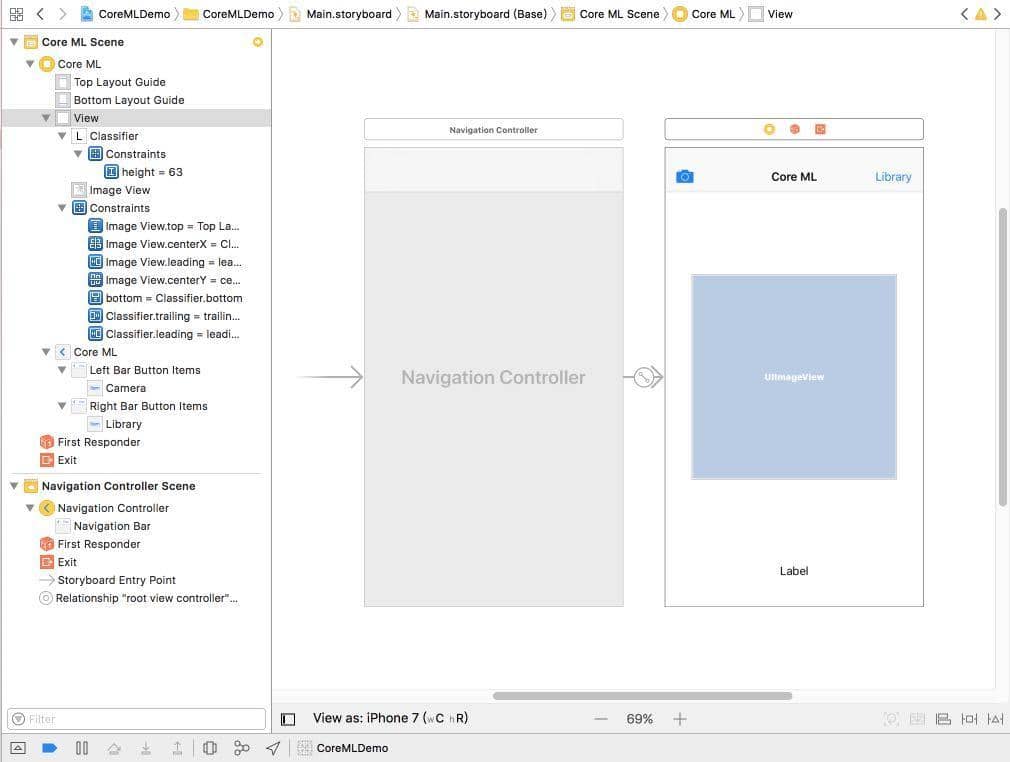 CoreMLDemo CoreMLDemo Main.storyboard Main.storyboard (Base) Core ML Scene Core ML View
Core ML Scene
Core ML
Top Layout Guide
Bottom Layout Guide
View
L Classifier
Constraints
height = 63
Image View
Constraints
Image View.top = Top La...
Image View.centerX = Cl...
Image View.leading = lea...
Image View.centerY = ce...
bottom = Classifier.bottom
Classifier.trailing = trailin...
Classifier.leading = leadi...
Core ML
Left Bar Button Items
Camera
Right Bar Button Items
Library
First Responder
Exit
Navigation Controller Scene
Navigation Controller
Navigation Bar
First Responder
Exit
Storyboard Entry Point
Relationship "root view controller"...
Filter
Navigation Controller
Navigation Controller
Core ML Library
UIImageView
Label
View as: iPhone 7 (wC hR) 69%
CoreMLDemo